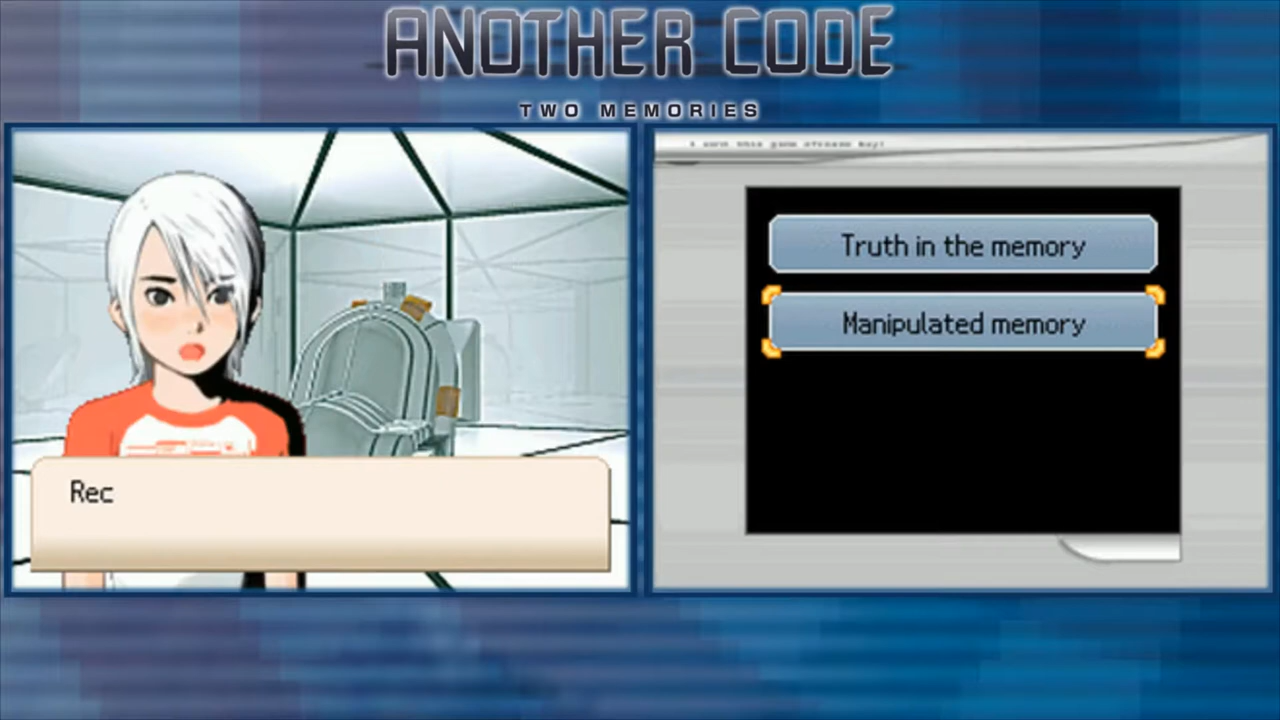 ANOTHER CODE
TWO MEMORIES
Truth in the memory
Manipulated memory
Rec